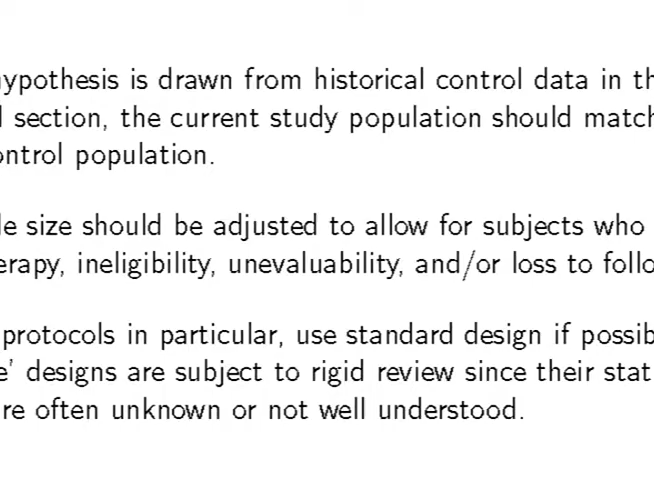 ypothesis is drawn from historical control data in th
section, the current study population should match
ontrol population.
le size should be adjusted to allow for subjects who
erapy, ineligibility, unevaluability, and/or loss to follo
protocols in particular, use standard design if possib
e' designs are subject to rigid review since their stat
re often unknown or not well understood.